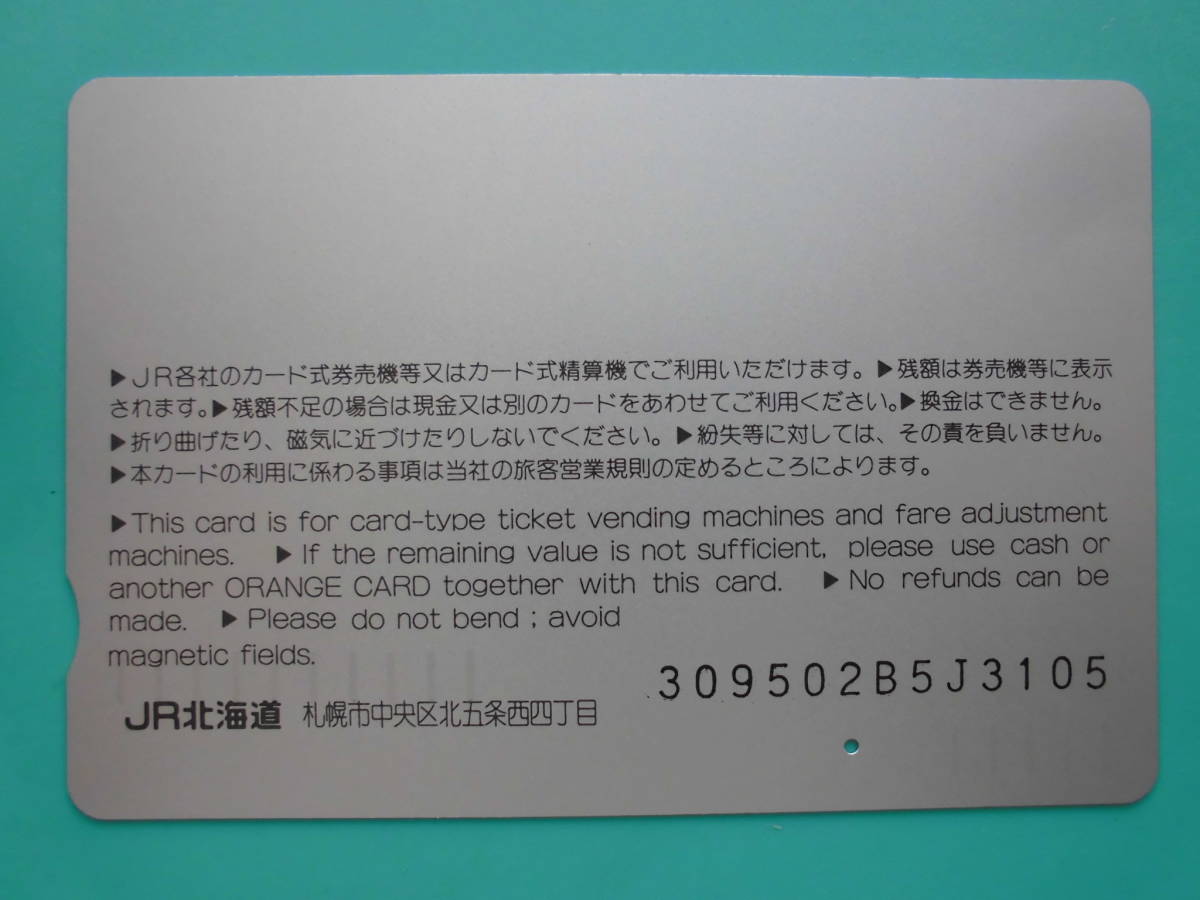 ▶JR各社のカード式券売機等又はカード式精算機でご利用いただけます。▶残額は券売機等に表示
されます。▶残額不足の場合は現金又は別のカードをあわせてご利用ください。▶換金はできません。
▶折り曲げたり、磁気に近づけたりしないでください。▶紛失等に対しては、その責を負いません。
▶本カードの利用に係わる事項は当社の旅客営業規則の定めるところによります。
▶This card is for card-type ticket vending machines and fare adjustment
machines. ▶If the remaining value is not sufficient, please use cash or
another ORANGE CARD together with this card. ▶No refunds can be
made. ▶Please do not bend ; avoid
magnetic fields.
309502B5J3105
JR北海道 札幌市中央区北五条西四丁目